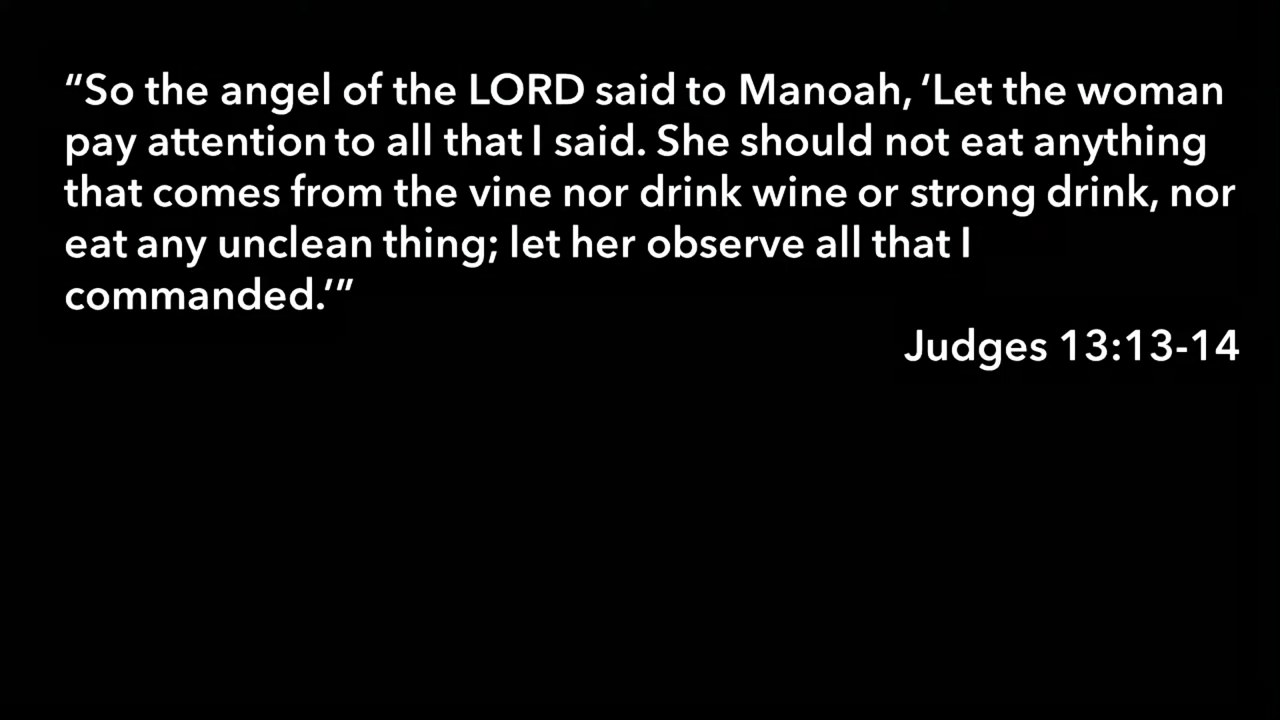 “So the angel of the LORD said to Manoah, ‘Let the woman
pay attention to all that I said. She should not eat anything
that comes from the vine nor drink wine or strong drink, nor
eat any unclean thing; let her observe all that I
commanded.’”
Judges 13:13-14